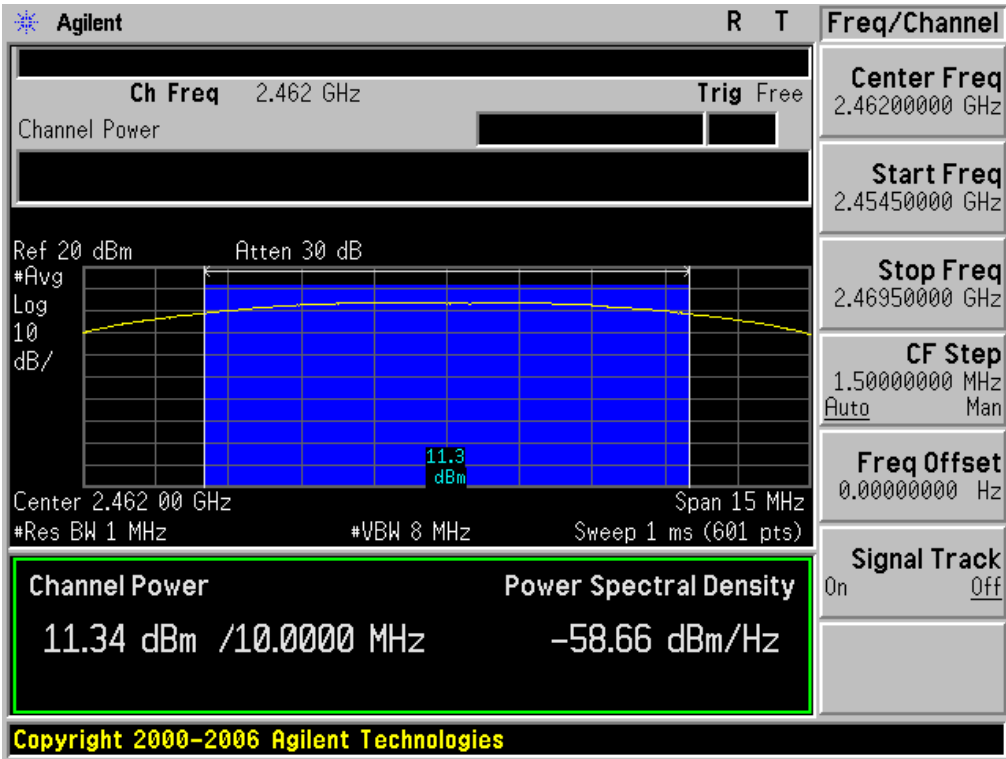 Agilent R T
Ch Freq 2.462 GHz Trig Free
Channel Power
Ref 20 dBm Atten 30 dB
#Avg
Log
10
dB/
11.3
dBm
Center 2.462 00 GHz Span 15 MHz
#Res BW 1 MHz #VBW 8 MHz Sweep 1 ms (601 pts)
Channel Power Power Spectral Density
11.34 dBm /10.0000 MHz -58.66 dBm/Hz
Copyright 2000-2006 Agilent Technologies
Freq/Channel
Center Freq
2.46200000 GHz
Start Freq
2.45450000 GHz
Stop Freq
2.46950000 GHz
CF Step
1.50000000 MHz
Auto Man
Freq Offset
0.00000000 Hz
Signal Track
On Off